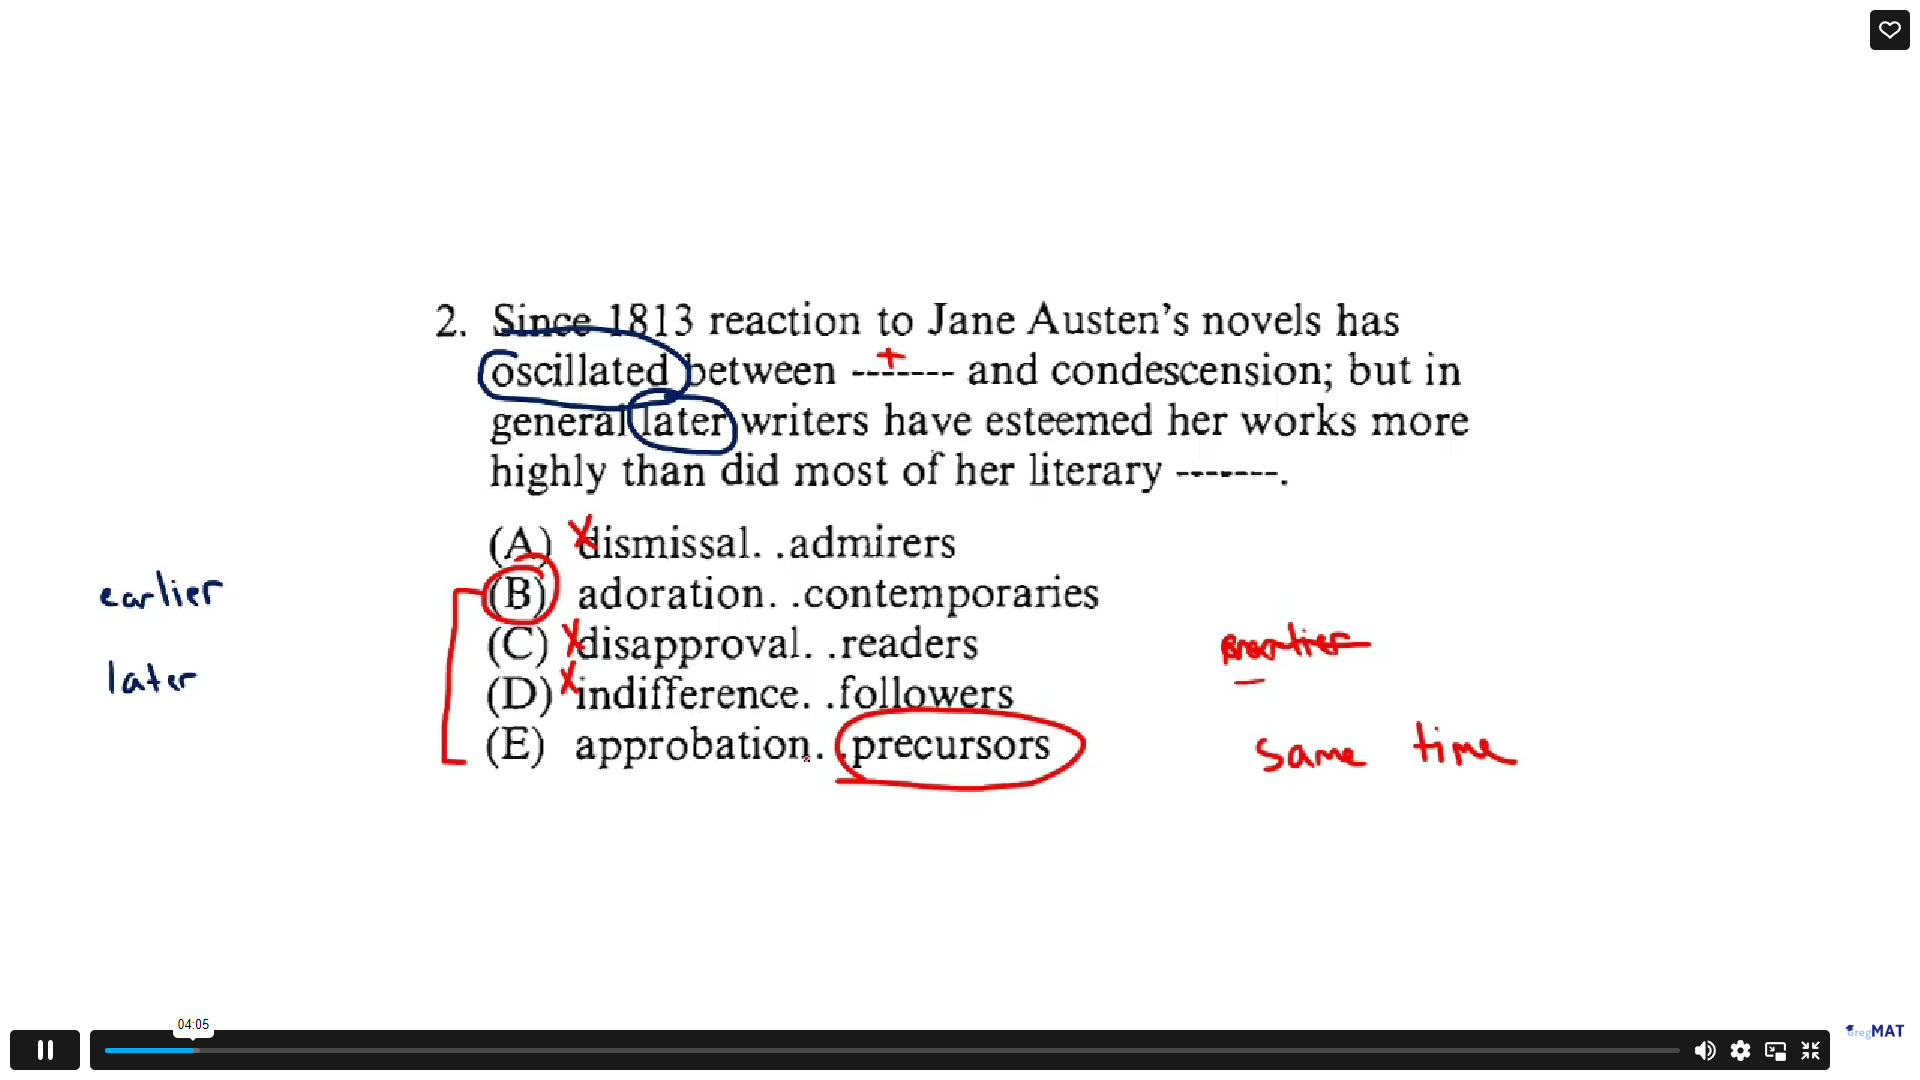 2. Since 1813 reaction to Jane Austen's novels has
+
oscillated between ------- and condescension; but in
general later writers have esteemed her works more
highly than did most of her literary -------.
(A) x dismissal. .admirers
(B) adoration. .contemporaries
(C) x disapproval. .readers
(D) x indifference. .followers
(E) approbation. .precursors
earlier
later
earlier
same time
04:05
gregMAT